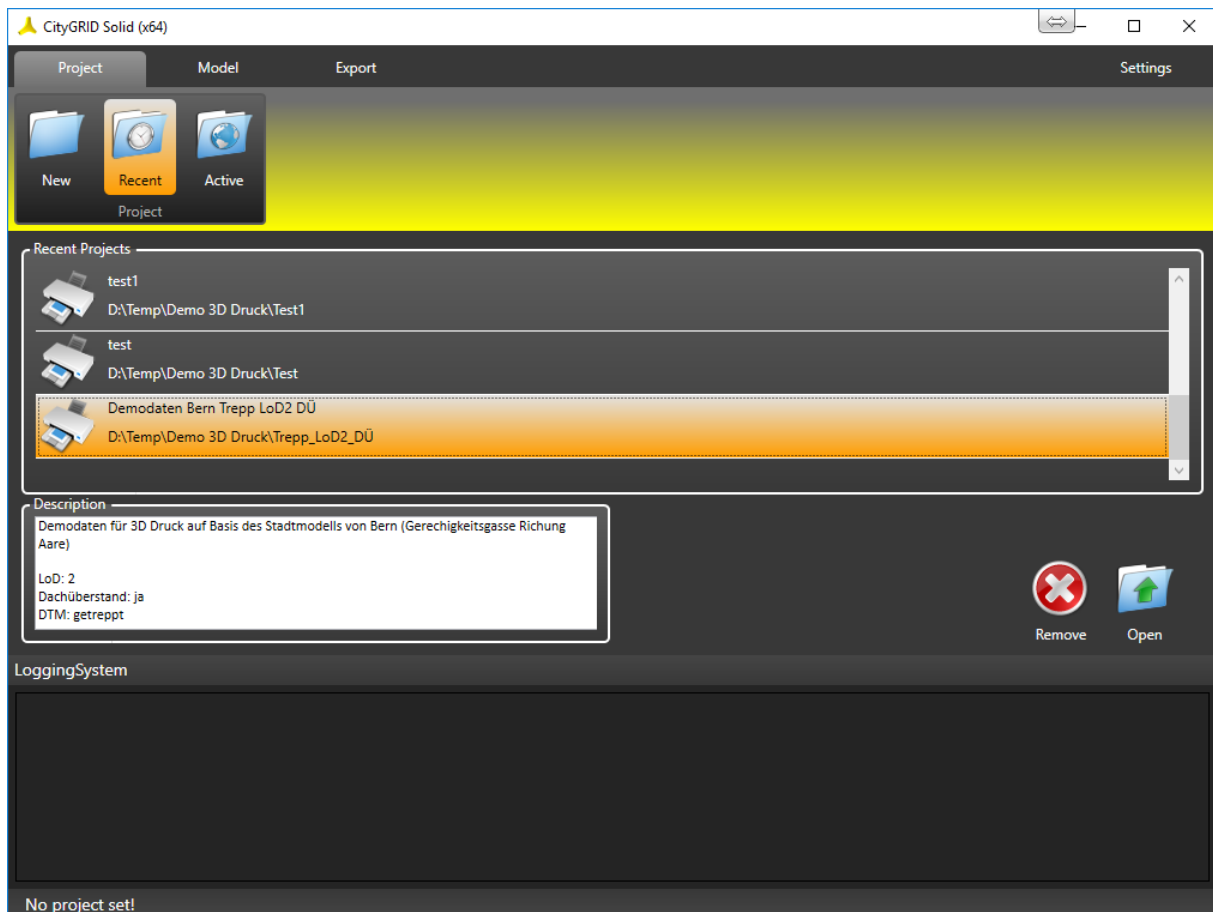 CityGRID Solid (x64)
Project Model Export Settings
New Recent Active
Project
Recent Projects
test1
D:\Temp\Demo 3D Druck\Test1
test
D:\Temp\Demo 3D Druck\Test
Demodaten Bern Trepp LoD2 DÜ
D:\Temp\Demo 3D Druck\Trepp_LoD2_DÜ
Description
Demodaten für 3D Druck auf Basis des Stadtmodells von Bern (Gerechigkeitsgasse Richung
Aare)
LoD: 2
Dachüberstand: ja
DTM: getreppt
Remove Open
LoggingSystem
No project set!